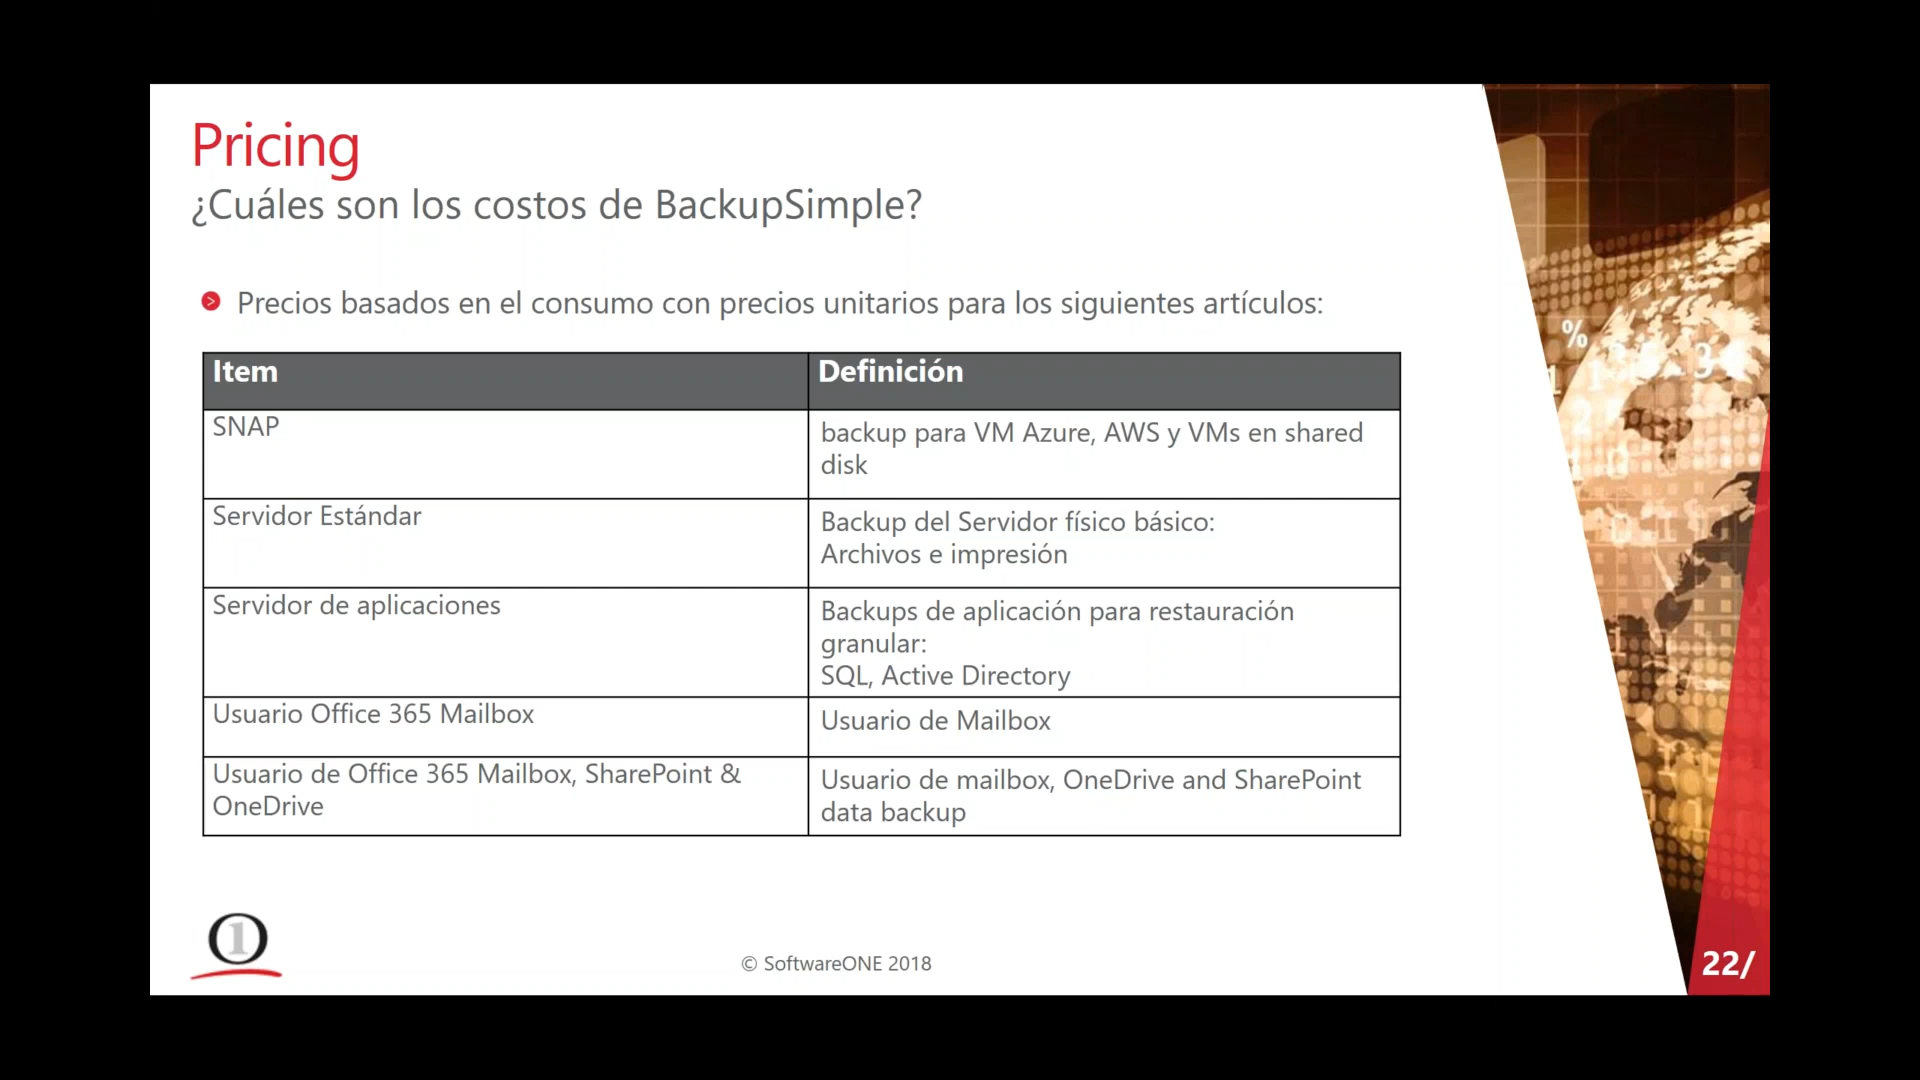 Pricing
¿Cuáles son los costos de BackupSimple?
Precios basados en el consumo con precios unitarios para los siguientes artículos:
Item
Definición
SNAP
backup para VM Azure, AWS y VMs en shared
disk
Servidor Estándar
Backup del Servidor físico básico:
Archivos e impresión
Servidor de aplicaciones
Backups de aplicación para restauración
granular:
SQL, Active Directory
Usuario Office 365 Mailbox
Usuario de Mailbox
Usuario de Office 365 Mailbox, SharePoint &
OneDrive
Usuario de mailbox, OneDrive and SharePoint
data backup
© SoftwareONE 2018
22/